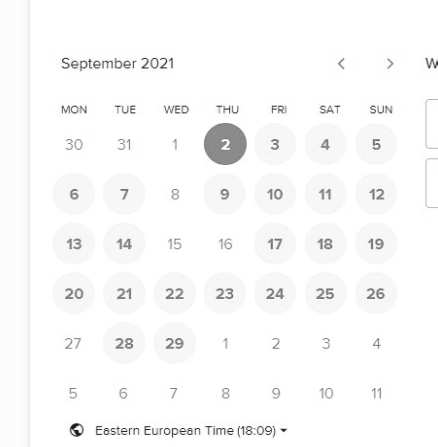 September 2021
MON TUE WED THU FRI SAT SUN
30 31 1 2 3 4 5
6 7 8 9 10 11 12
13 14 15 16 17 18 19
20 21 22 23 24 25 26
27 28 29 1 2 3 4
5 6 7 8 9 10 11
Eastern European Time (18:09)